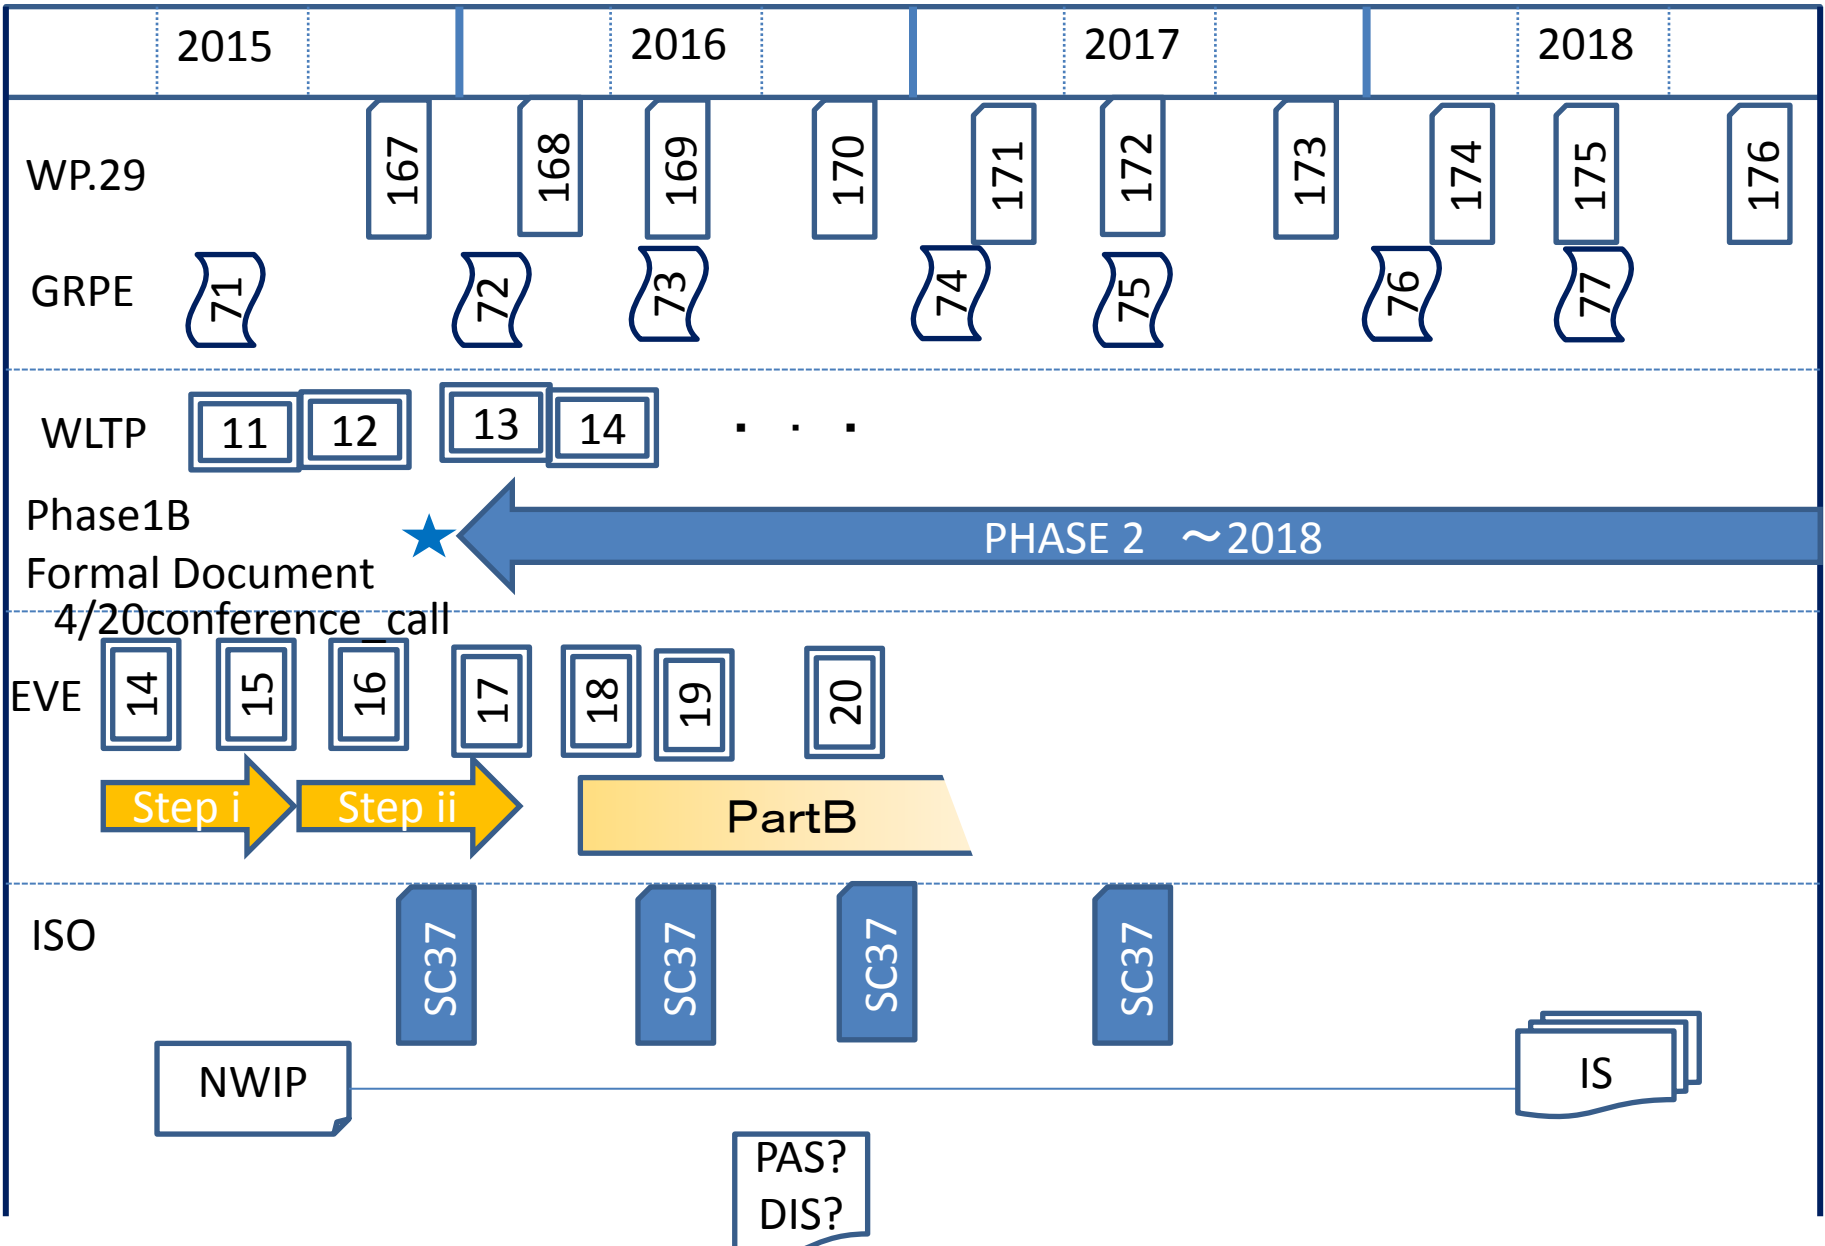 2015 2016 2017 2018
WP.29 167 168 169 170 171 172 173 174 175 176
GRPE 71 72 73 74 75 76 77
WLTP 11 12 13 14 ・・・
Phase1B
Formal Document
PHASE 2 ～2018
4/20conference_call
EVE 14 15 16 17 18 19 20
Step i Step ii PartB
ISO SC37 SC37 SC37 SC37
NWIP IS
PAS?
DIS?